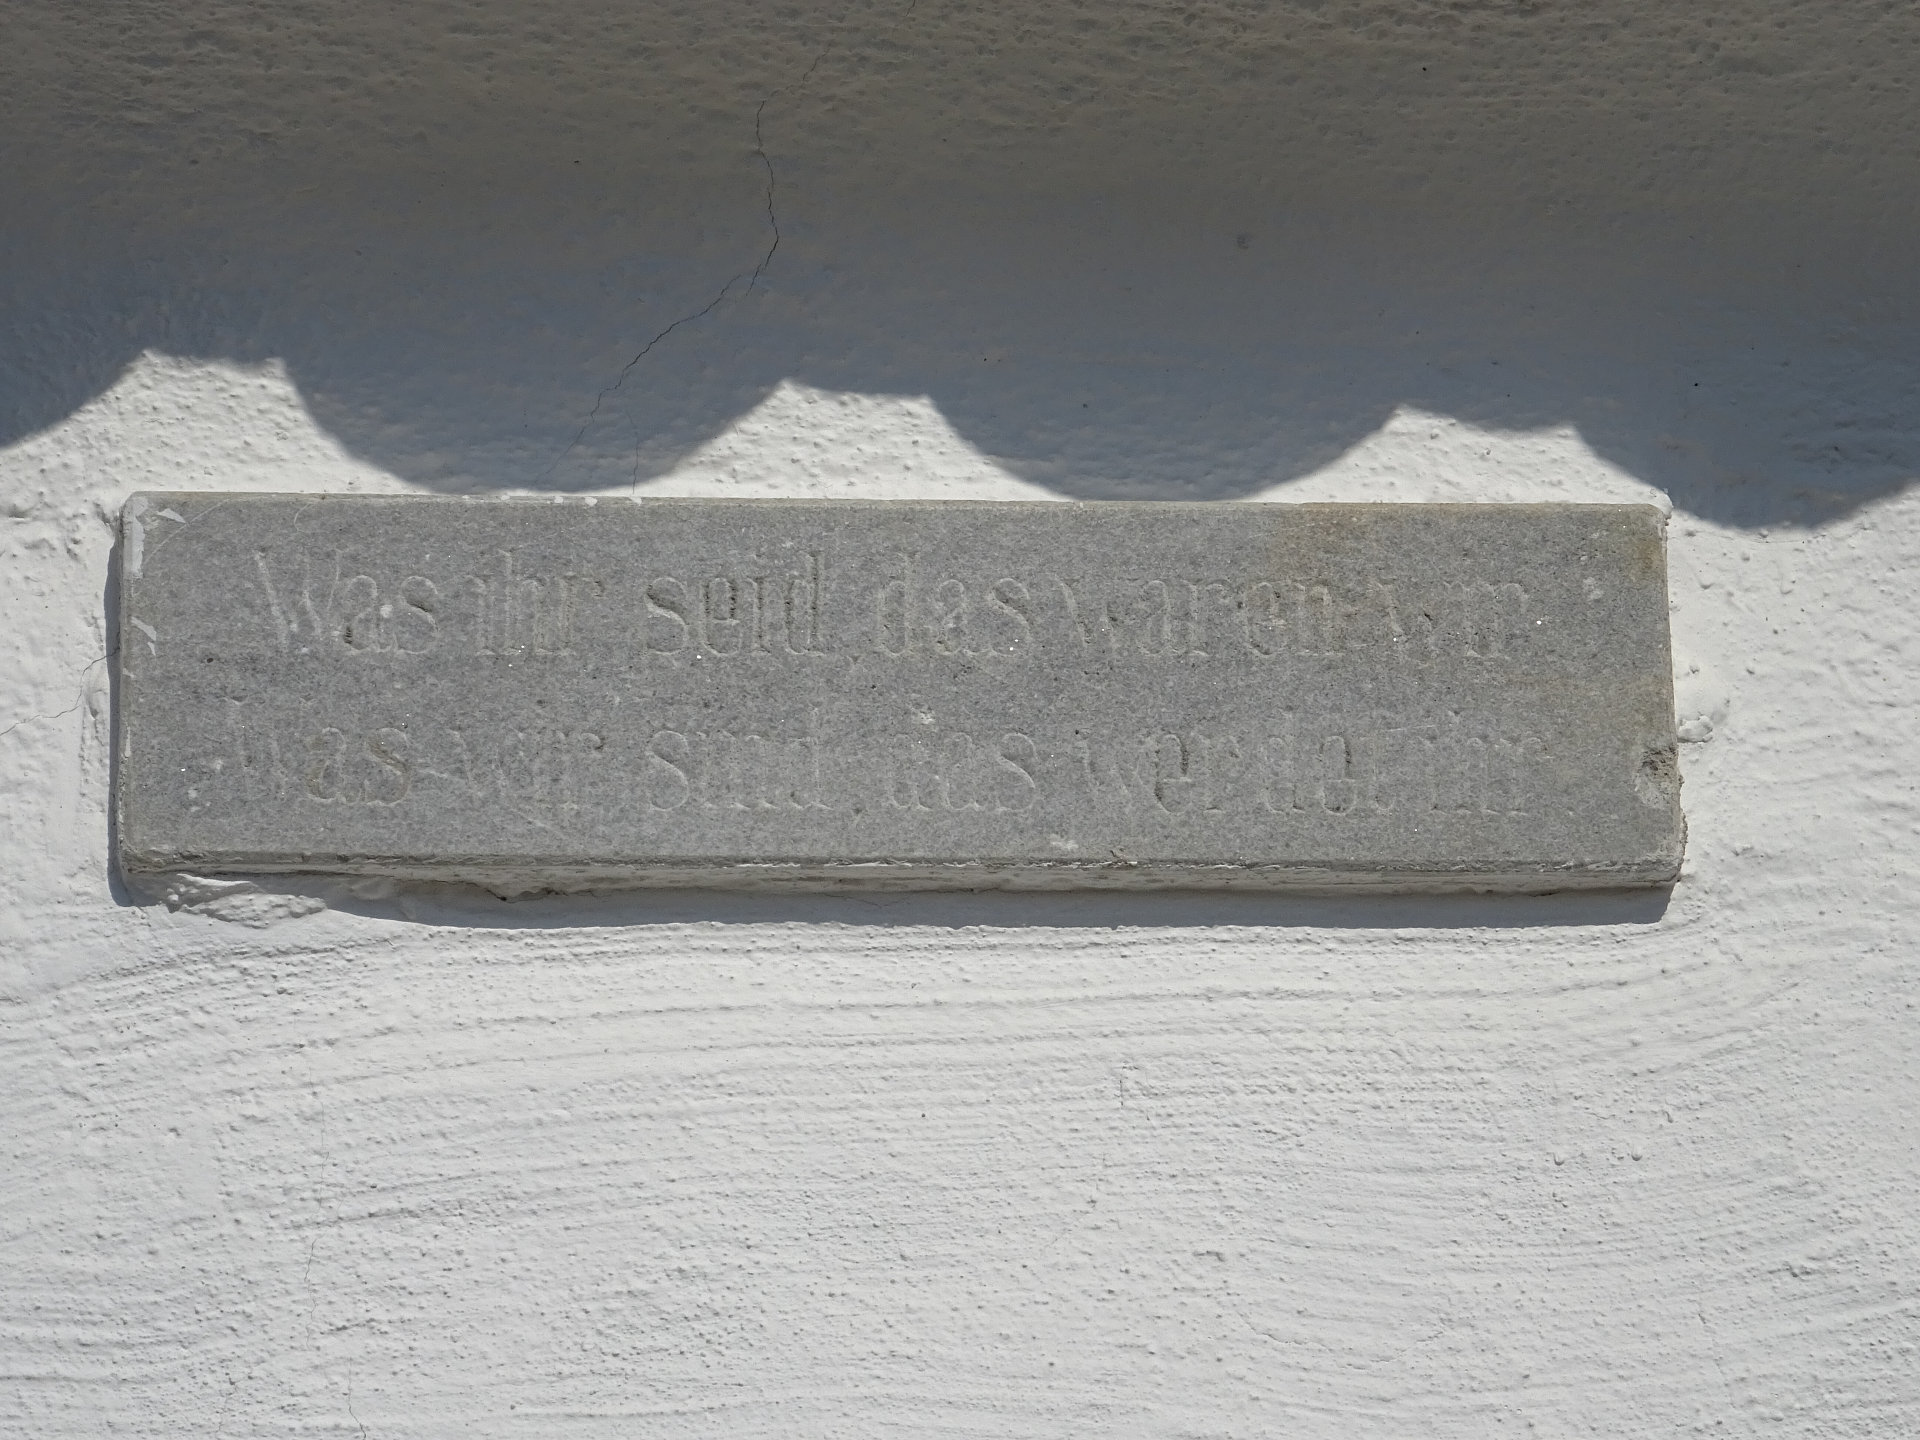 Was ihr seid, das waren wir
Was wir sind das werdet ihr